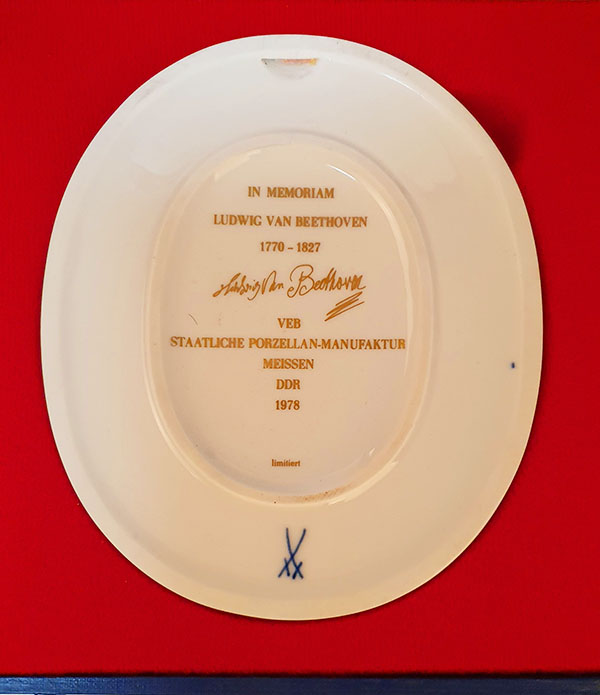 IN MEMORIAM
LUDWIG VAN BEETHOVEN
1770 - 1827
Ludwig Van Beethoven
VEB
STAATLICHE PORZELLAN-MANUFAKTUR
MEISSEN
DDR
1978
limitiert